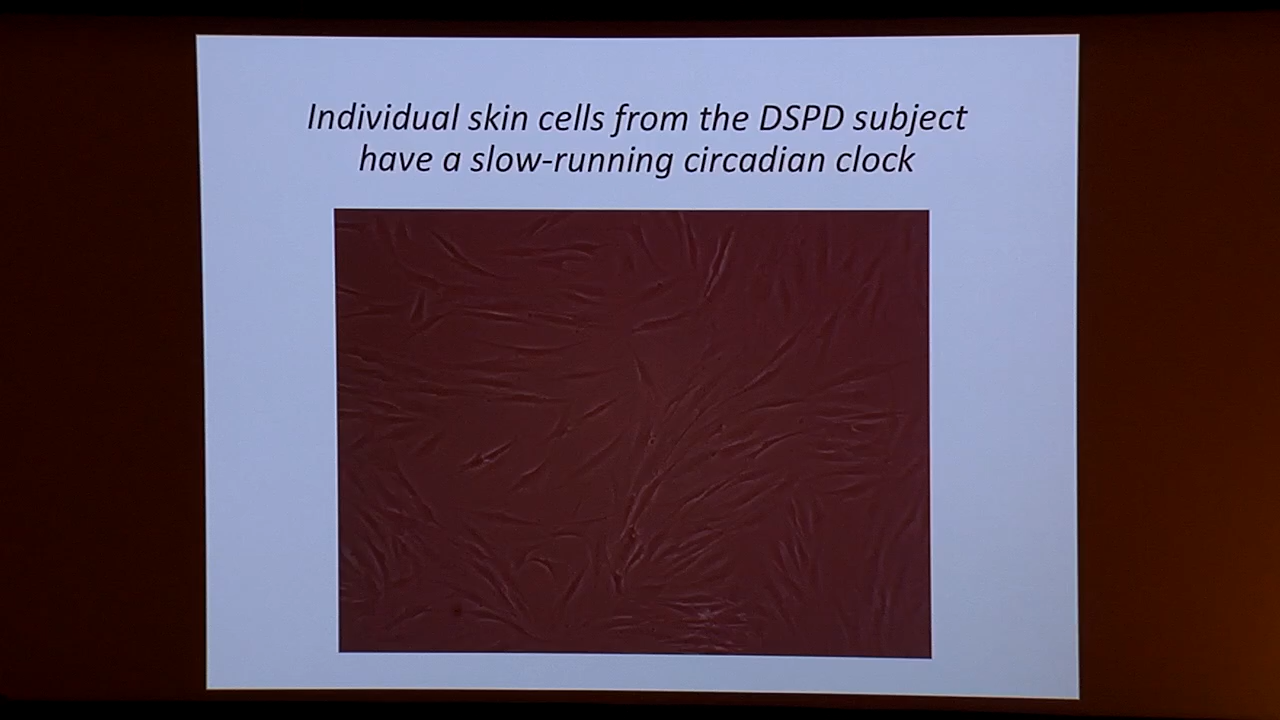 Individual skin cells from the DSPD subject
have a slow-running circadian clock